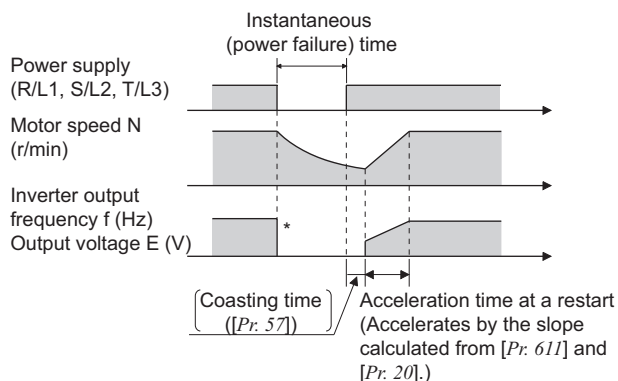 Instantaneous
(power failure) time
Power supply
(R/L1, S/L2, T/L3)
Motor speed N
(r/min)
Inverter output
frequency f (Hz)
*
Output voltage E (V)
Coasting time
([Pr. 57])
Acceleration time at a restart
(Accelerates by the slope
calculated from [Pr. 611] and
[Pr. 20].)